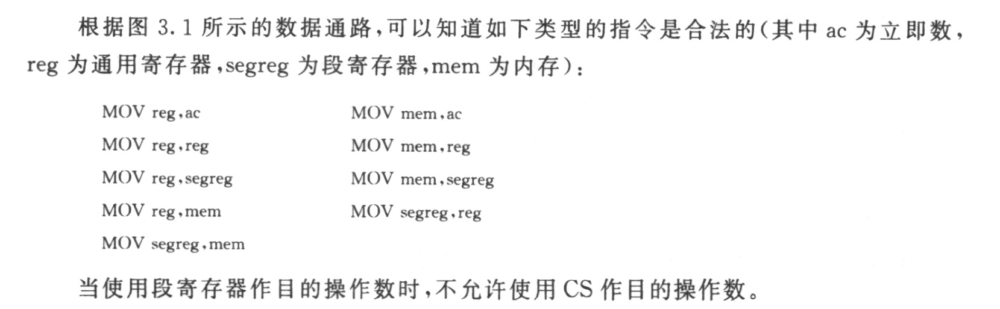 根据图 3.1 所示的数据通路,可以知道如下类型的指令是合法的(其中 ac 为立即数,
reg 为通用寄存器,segreg 为段寄存器,mem 为内存):
MOV reg,ac MOV mem,ac
MOV reg,reg MOV mem,reg
MOV reg,segreg MOV mem,segreg
MOV reg,mem MOV segreg,reg
MOV segreg,mem
当使用段寄存器作目的操作数时,不允许使用 CS 作目的操作数。